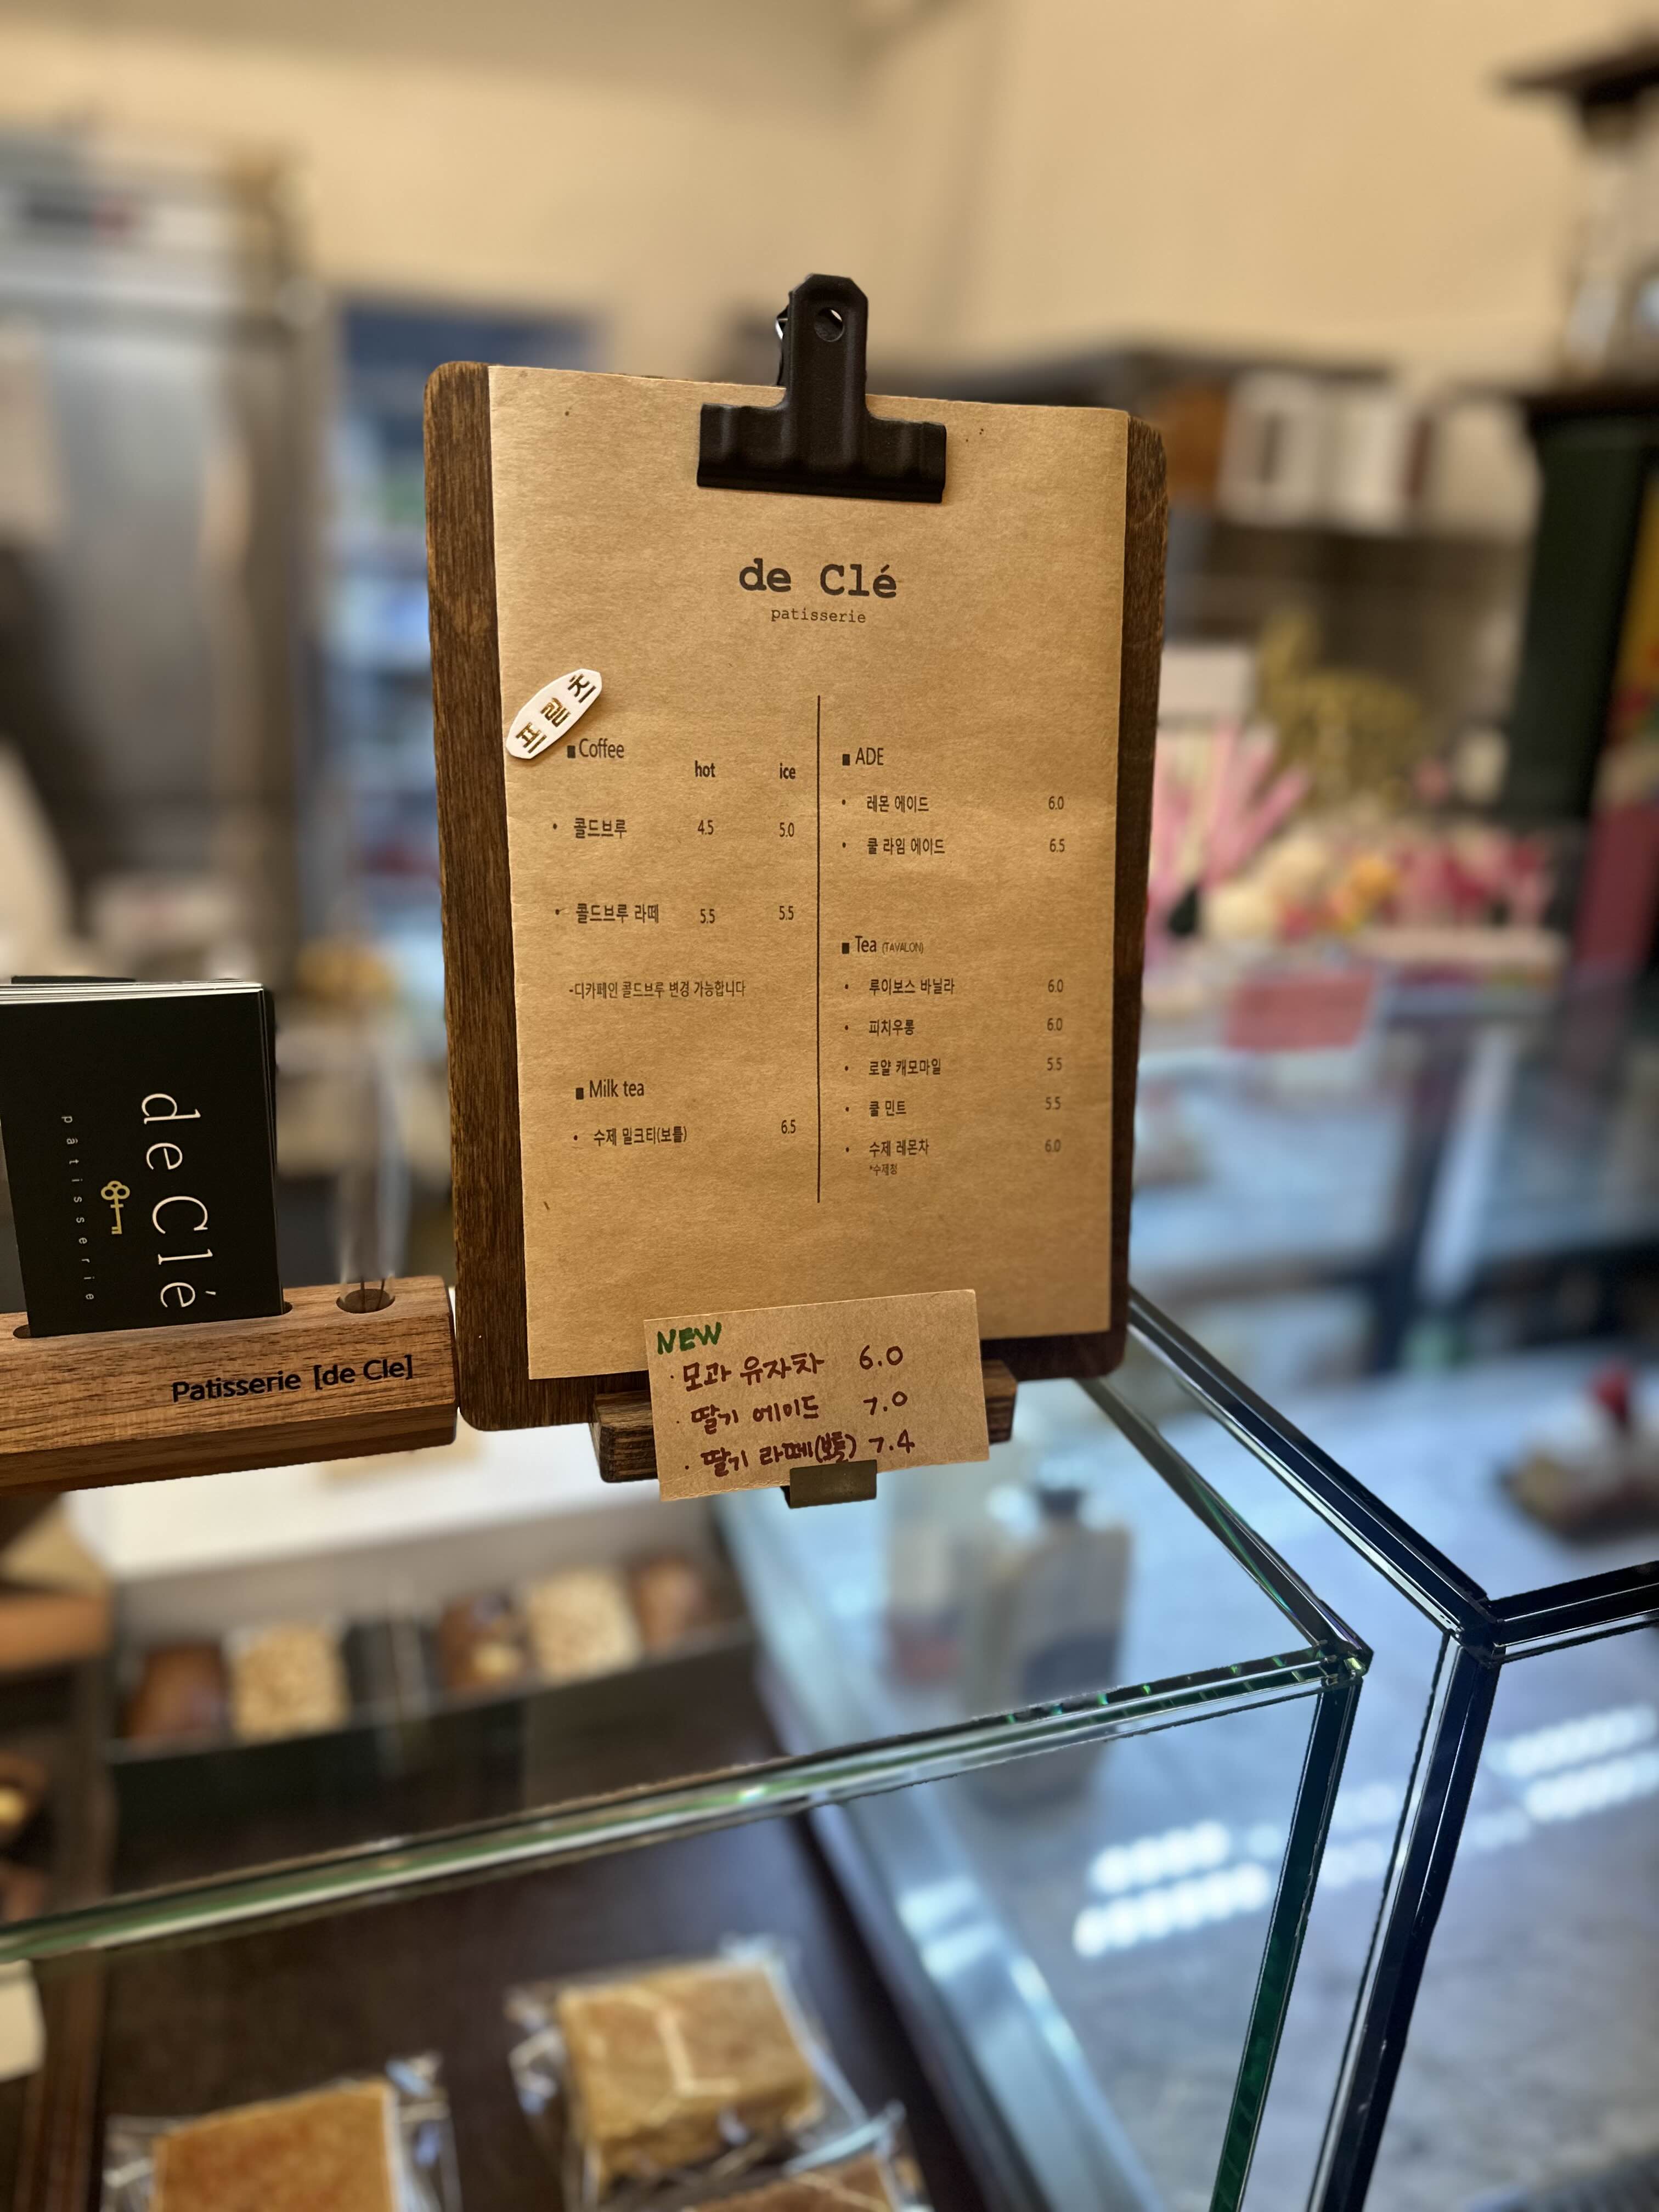 de Clé
patisserie
프릳츠
■ Coffee
hot ice
• 콜드브루 4.5 5.0
• 콜드브루 라떼 5.5 5.5
-디카페인 콜드브루 변경 가능합니다
■ Milk tea
• 수제 밀크티(보틀) 6.5
■ ADE
• 레몬 에이드 6.0
• 쿨 라임 에이드 6.5
■ Tea (TAVALON)
• 루이보스 바닐라 6.0
• 피치우롱 6.0
• 로얄 캐모마일 5.5
• 쿨 민트 5.5
• 수제 레몬차 6.0
*수제청
NEW
· 모과 유자차 6.0
· 딸기 에이드 7.0
· 딸기 라떼(보틀) 7.4
de Clé
pâtisserie
Patisserie [de Cle]